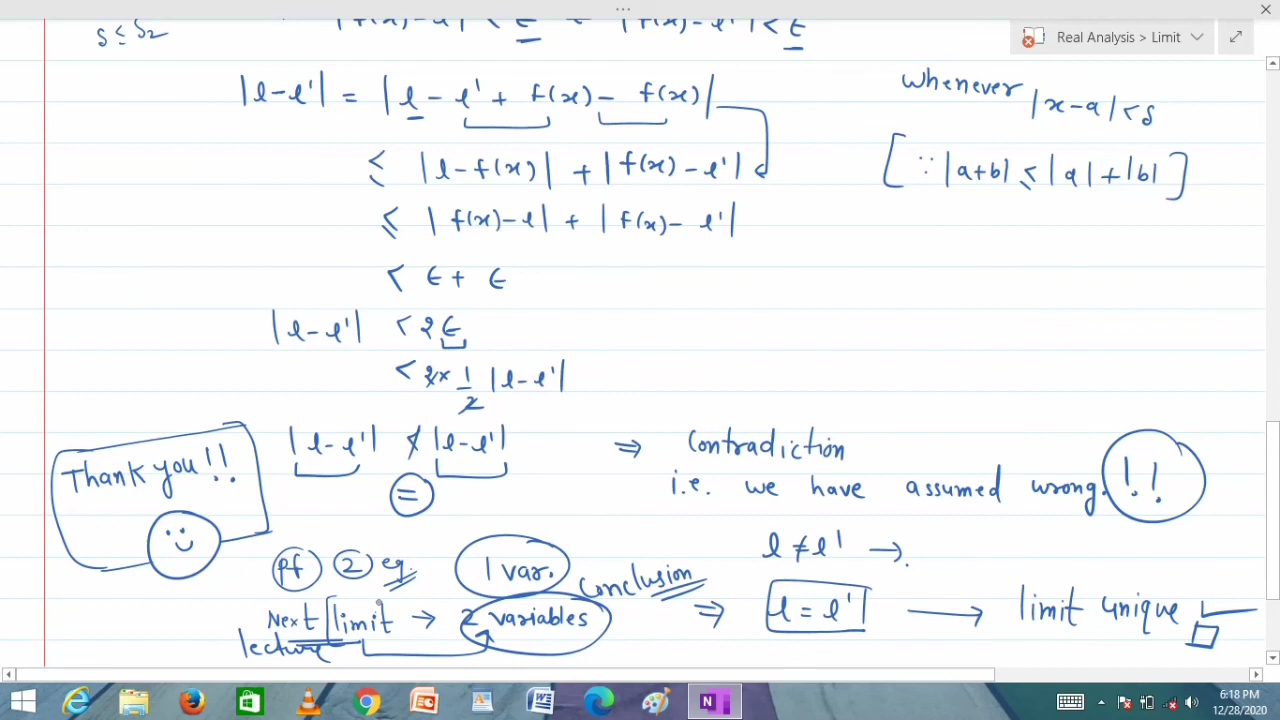 δ ≤ δ₂ |f(x)-l| < ε |f(x)-l'| < ε
Real Analysis > Limit
|l-l'| = |l - l' + f(x) - f(x)|
whenever |x-a| < δ
≤ |l-f(x)| + |f(x)-l'|
[∵ |a+b| ≤ |a|+|b|]
≤ |f(x)-l| + |f(x)-l'|
< ϵ + ϵ
|l-l'| < 2ϵ
< 2× 1/2 |l-l'|
|l-l'| ≮ |l-l'| ⇒ Contradiction
=
i.e. we have assumed wrong. !!
Thank you!!
l ≠ l' →
pf 2 eg. 1 var.
Conclusion ⇒ l = l' → limit unique
Next lecture limit → 2 variables
6:18 PM
12/28/2020